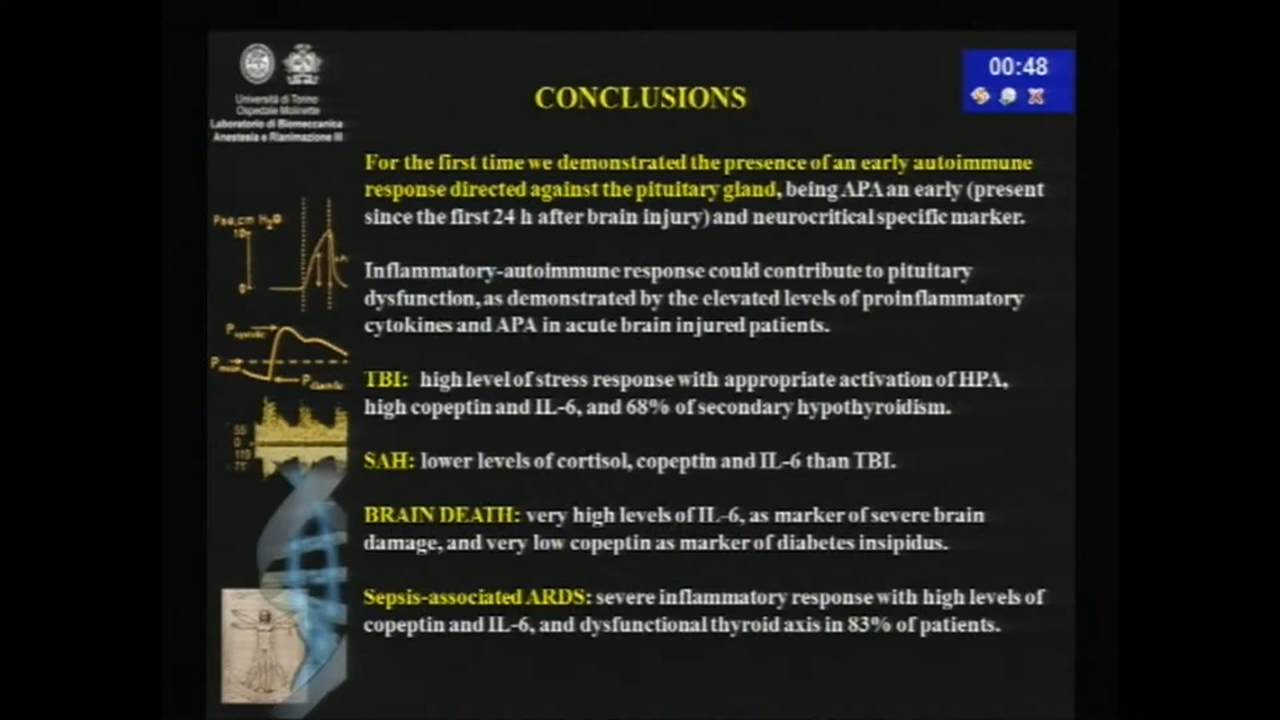 Università di Torino
Ospedale Molinette
Laboratorio di Biomeccanica
Anestesia e Rianimazione III
00:48
CONCLUSIONS
For the first time we demonstrated the presence of an early autoimmune
response directed against the pituitary gland, being APA an early (present
since the first 24 h after brain injury) and neurocritical specific marker.
Inflammatory-autoimmune response could contribute to pituitary
dysfunction, as demonstrated by the elevated levels of proinflammatory
cytokines and APA in acute brain injured patients.
TBI: high level of stress response with appropriate activation of HPA,
high copeptin and IL-6, and 68% of secondary hypothyroidism.
SAH: lower levels of cortisol, copeptin and IL-6 than TBI.
BRAIN DEATH: very high levels of IL-6, as marker of severe brain
damage, and very low copeptin as marker of diabetes insipidus.
Sepsis-associated ARDS: severe inflammatory response with high levels of
copeptin and IL-6, and dysfunctional thyroid axis in 83% of patients.